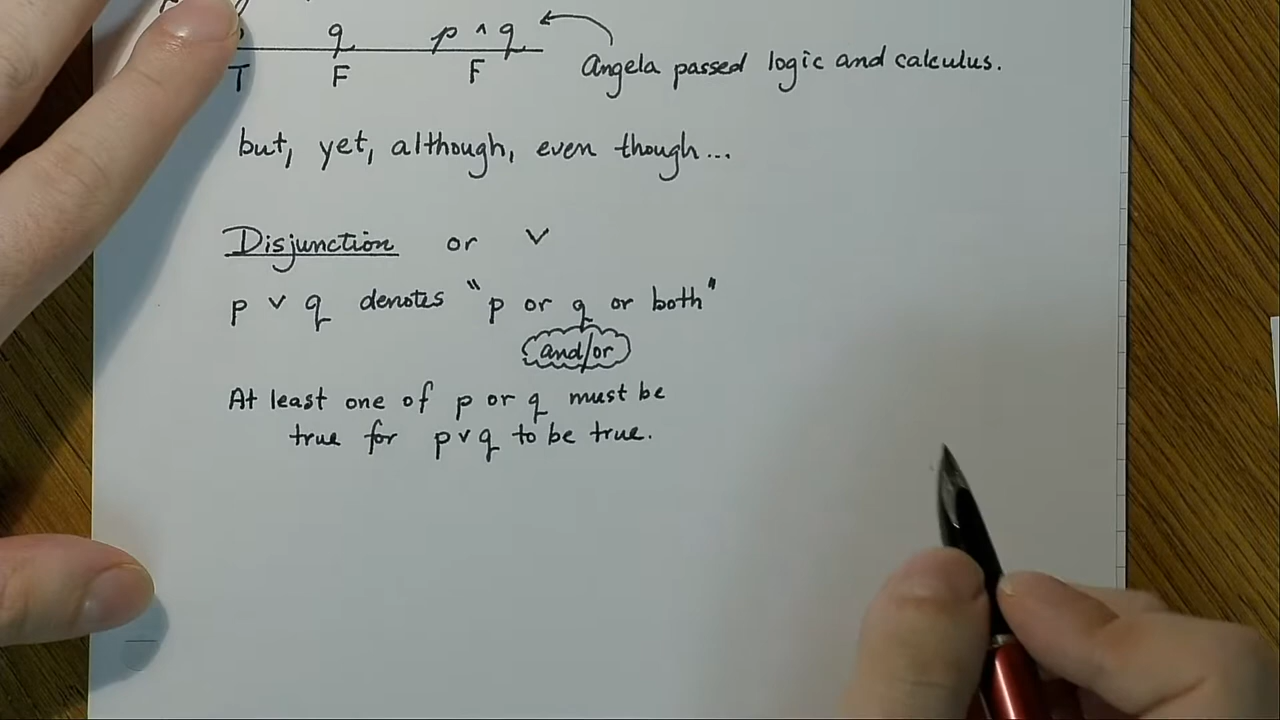 q p ∧ q
T F F Angela passed logic and calculus.
but, yet, although, even though...
Disjunction or ∨
p ∨ q denotes "p or q or both"
and/or
At least one of p or q must be
true for p ∨ q to be true.